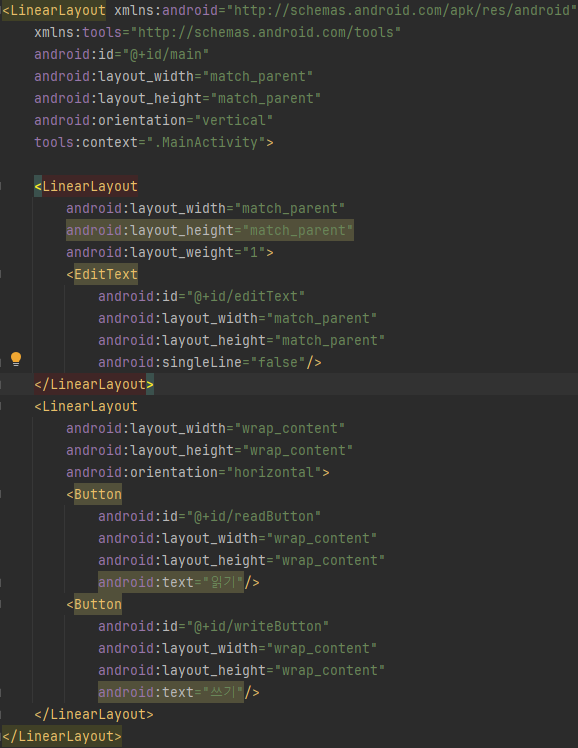 <LinearLayout xmlns:android="http://schemas.android.com/apk/res/android"
    xmlns:tools="http://schemas.android.com/tools"
    android:id="@+id/main"
    android:layout_width="match_parent"
    android:layout_height="match_parent"
    android:orientation="vertical"
    tools:context=".MainActivity">

    <LinearLayout
        android:layout_width="match_parent"
        android:layout_height="match_parent"
        android:layout_weight="1">
        <EditText
            android:id="@+id/editText"
            android:layout_width="match_parent"
            android:layout_height="match_parent"
            android:singleLine="false"/>
    </LinearLayout>
    <LinearLayout
        android:layout_width="wrap_content"
        android:layout_height="wrap_content"
        android:orientation="horizontal">
        <Button
            android:id="@+id/readButton"
            android:layout_width="wrap_content"
            android:layout_height="wrap_content"
            android:text="읽기"/>
        <Button
            android:id="@+id/writeButton"
            android:layout_width="wrap_content"
            android:layout_height="wrap_content"
            android:text="쓰기"/>
    </LinearLayout>
</LinearLayout>